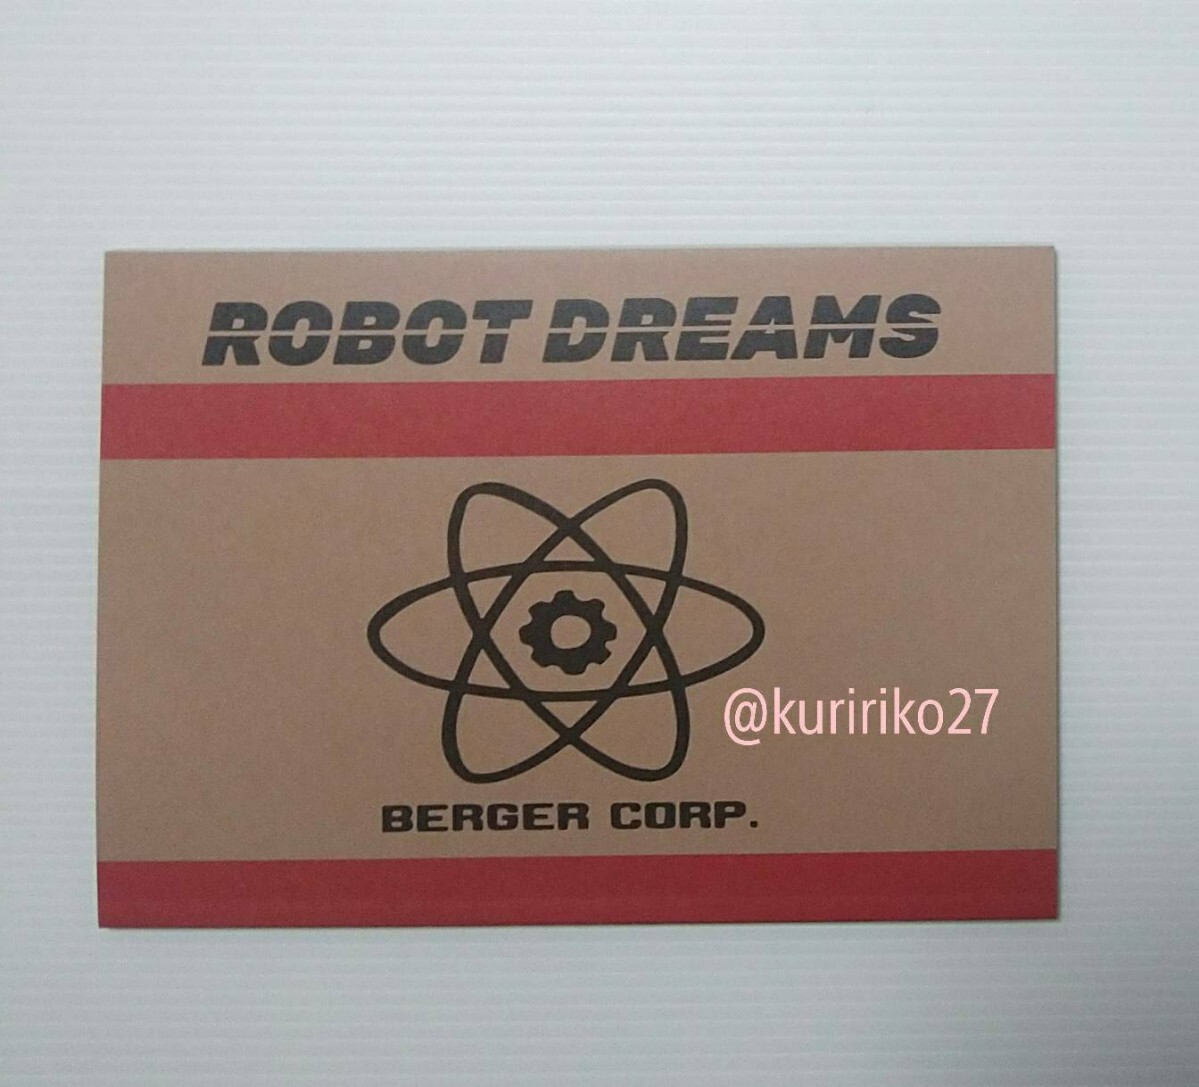 ROBOT DREAMS
@kuririko27
BERGER CORP.